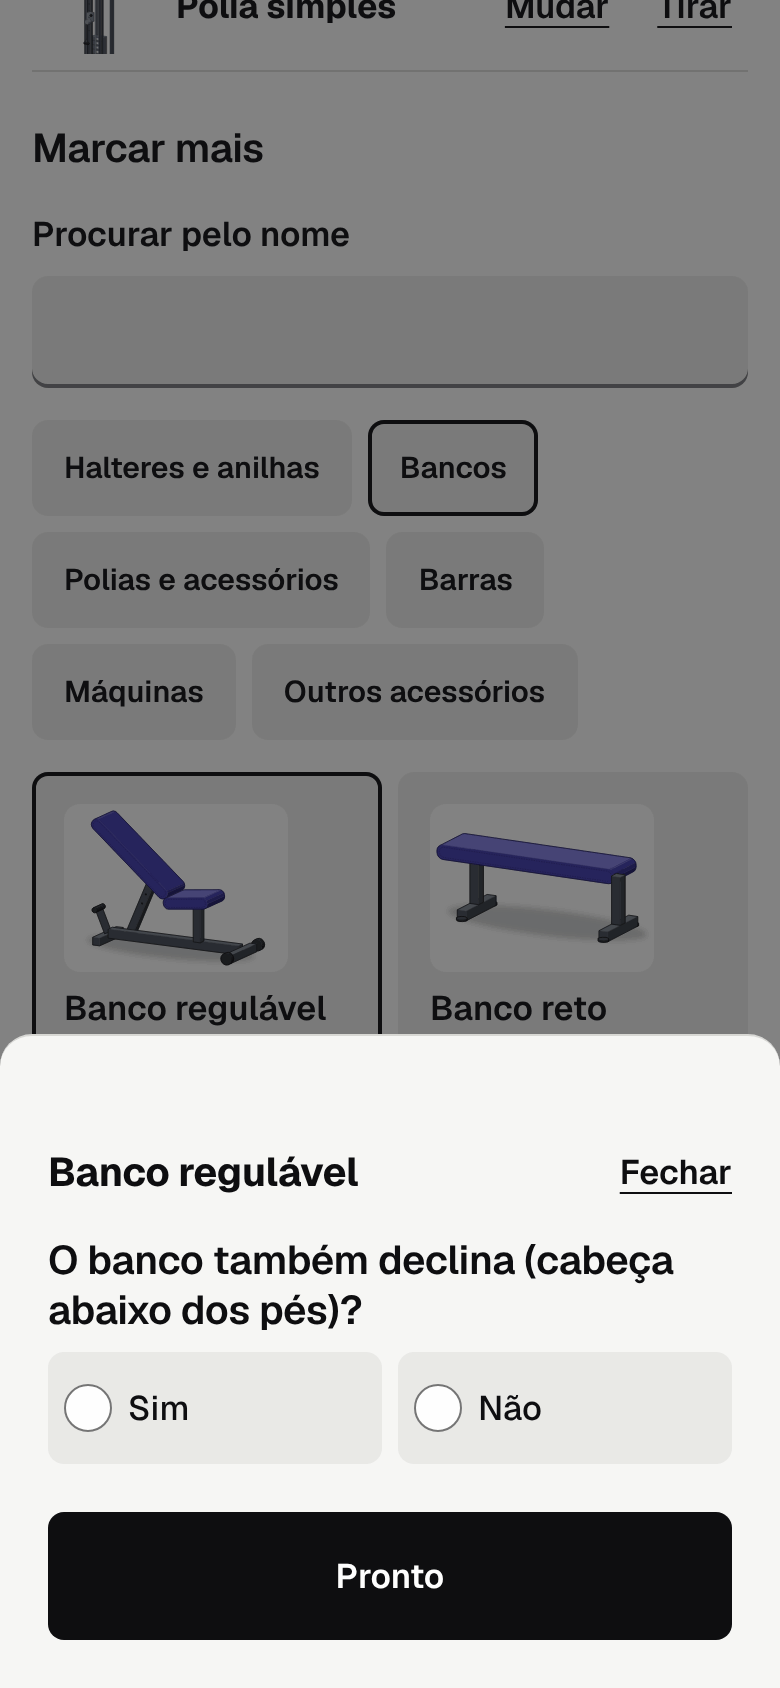 Polia simples Mudar Tirar
Marcar mais
Procurar pelo nome
Halteres e anilhas Bancos
Polias e acessórios Barras
Máquinas Outros acessórios
Banco regulável Banco reto
Banco regulável Fechar
O banco também declina (cabeça
abaixo dos pés)?
Sim Não
Pronto